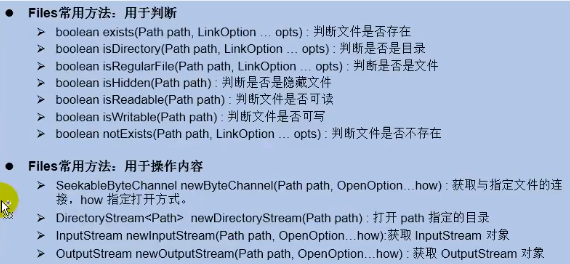 Files常用方法：用于判断
boolean exists(Path path, LinkOption … opts) : 判断文件是否存在
boolean isDirectory(Path path, LinkOption … opts) : 判断是否是目录
boolean isRegularFile(Path path, LinkOption … opts) : 判断是否是文件
boolean isHidden(Path path) : 判断是否是隐藏文件
boolean isReadable(Path path) : 判断文件是否可读
boolean isWritable(Path path) : 判断文件是否可写
boolean notExists(Path path, LinkOption … opts) : 判断文件是否不存在
Files常用方法：用于操作内容
SeekableByteChannel newByteChannel(Path path, OpenOption…how) : 获取与指定文件的连
接，how 指定打开方式。
DirectoryStream<Path> newDirectoryStream(Path path) : 打开 path 指定的目录
InputStream newInputStream(Path path, OpenOption…how):获取 InputStream 对象
OutputStream newOutputStream(Path path, OpenOption…how) : 获取 OutputStream 对象